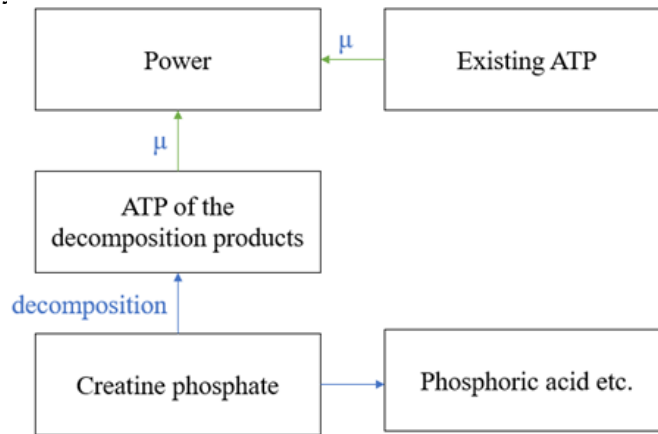 Power
μ
Existing ATP
μ
ATP of the
decomposition products
decomposition
Creatine phosphate
Phosphoric acid etc.